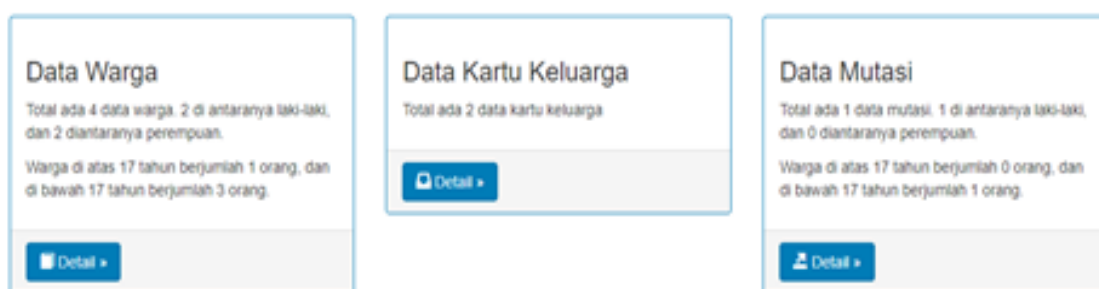 Data Warga
Total ada 4 data warga. 2 di antaranya laki-laki,
dan 2 diantaranya perempuan.
Warga di atas 17 tahun berjumlah 1 orang, dan
di bawah 17 tahun berjumlah 3 orang.
Detail »
Data Kartu Keluarga
Total ada 2 data kartu keluarga
Detail »
Data Mutasi
Total ada 1 data mutasi. 1 di antaranya laki-laki,
dan 0 diantaranya perempuan.
Warga di atas 17 tahun berjumlah 0 orang, dan
di bawah 17 tahun berjumlah 1 orang.
Detail »